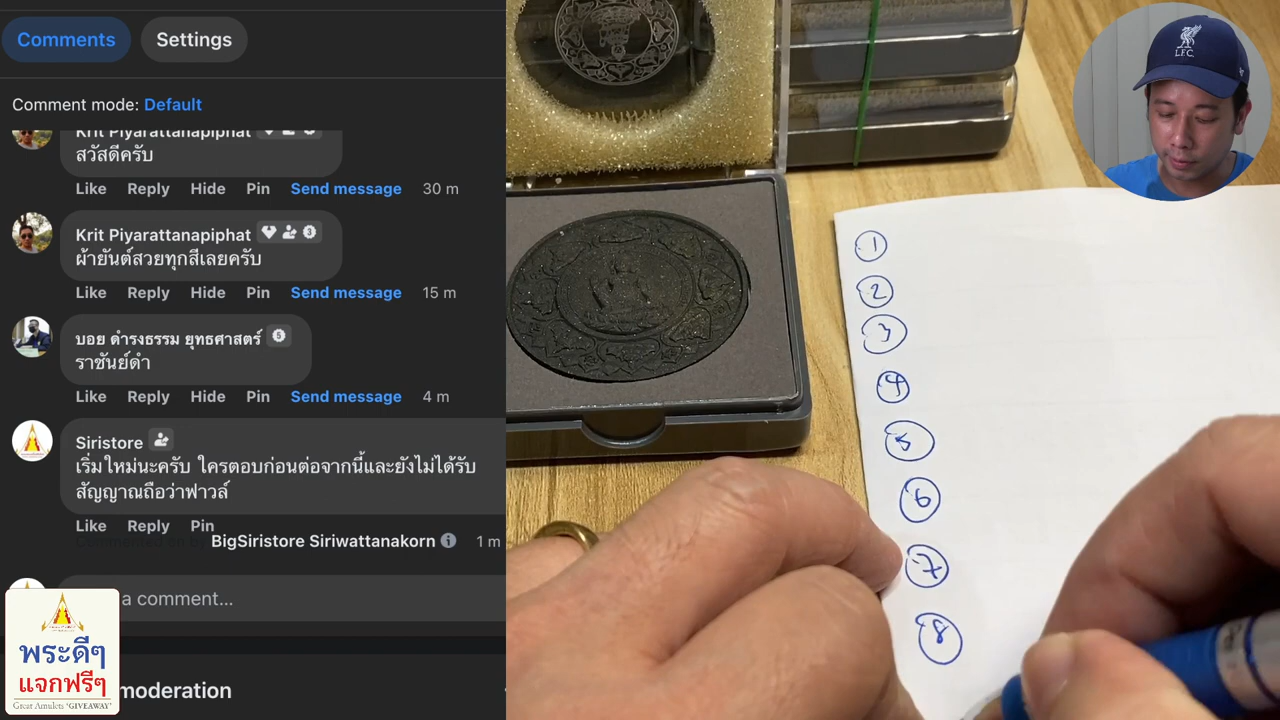 Comments
Settings
Comment mode: Default
Krit Piyarattanapiphat
สวัสดีครับ
Like Reply Hide Pin Send message 30 m
Krit Piyarattanapiphat
ผ้ายันต์สวยทุกสีเลยครับ
Like Reply Hide Pin Send message 15 m
บอย ดำรงธรรม ยุทธศาสตร์
ราชันย์ดำ
Like Reply Hide Pin Send message 4 m
Siristore
เริ่มใหม่นะครับ ใครตอบก่อนต่อจากนี้และยังไม่ได้รับ
สัญญาณถือว่าฟาวล์
Like Reply Pin
BigSiristore Siriwattanakorn 1 m
a comment...
พระดีๆ
แจกฟรีๆ
Great Amulets 'GIVEAWAY'
moderation
L.F.C.
1
2
3
4
5
6
7
8